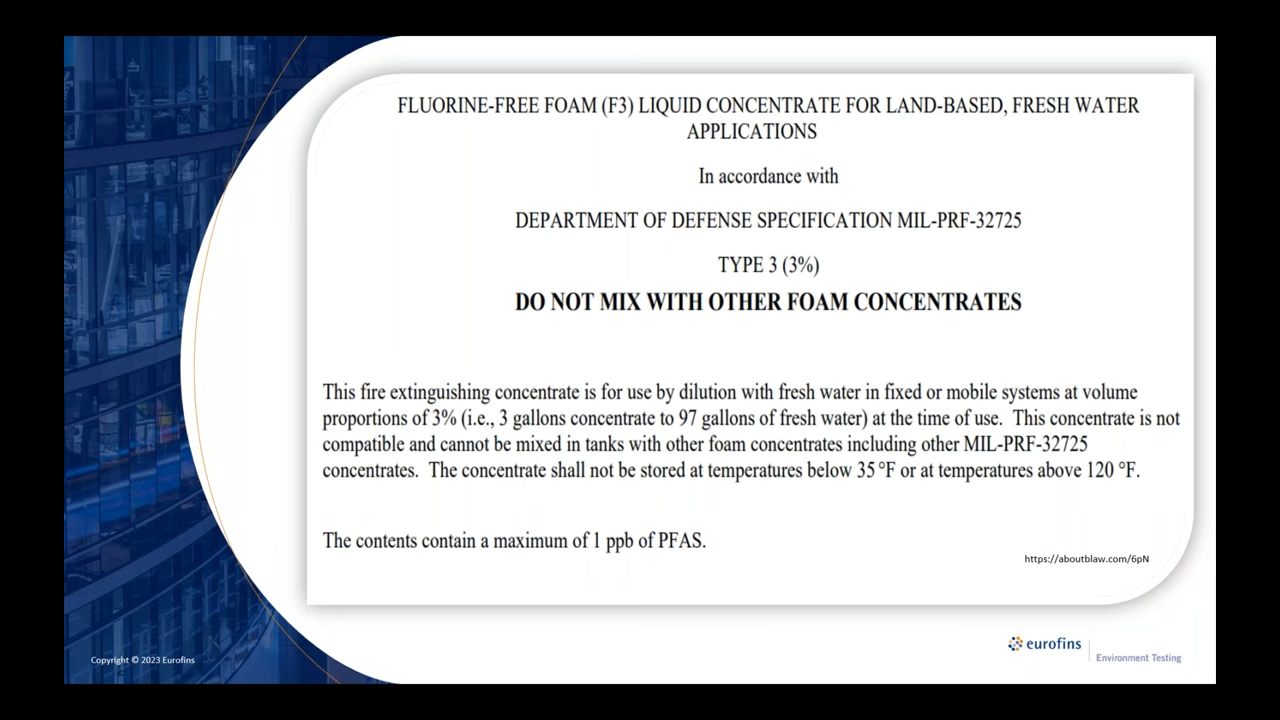 FLUORINE-FREE FOAM (F3) LIQUID CONCENTRATE FOR LAND-BASED, FRESH WATER
APPLICATIONS
In accordance with
DEPARTMENT OF DEFENSE SPECIFICATION MIL-PRF-32725
TYPE 3 (3%)
DO NOT MIX WITH OTHER FOAM CONCENTRATES
This fire extinguishing concentrate is for use by dilution with fresh water in fixed or mobile systems at volume
proportions of 3% (i.e., 3 gallons concentrate to 97 gallons of fresh water) at the time of use. This concentrate is not
compatible and cannot be mixed in tanks with other foam concentrates including other MIL-PRF-32725
concentrates. The concentrate shall not be stored at temperatures below 35 °F or at temperatures above 120 °F.
The contents contain a maximum of 1 ppb of PFAS.
https://aboutblaw.com/6pN
eurofins
Environment Testing
Copyright © 2023 Eurofins